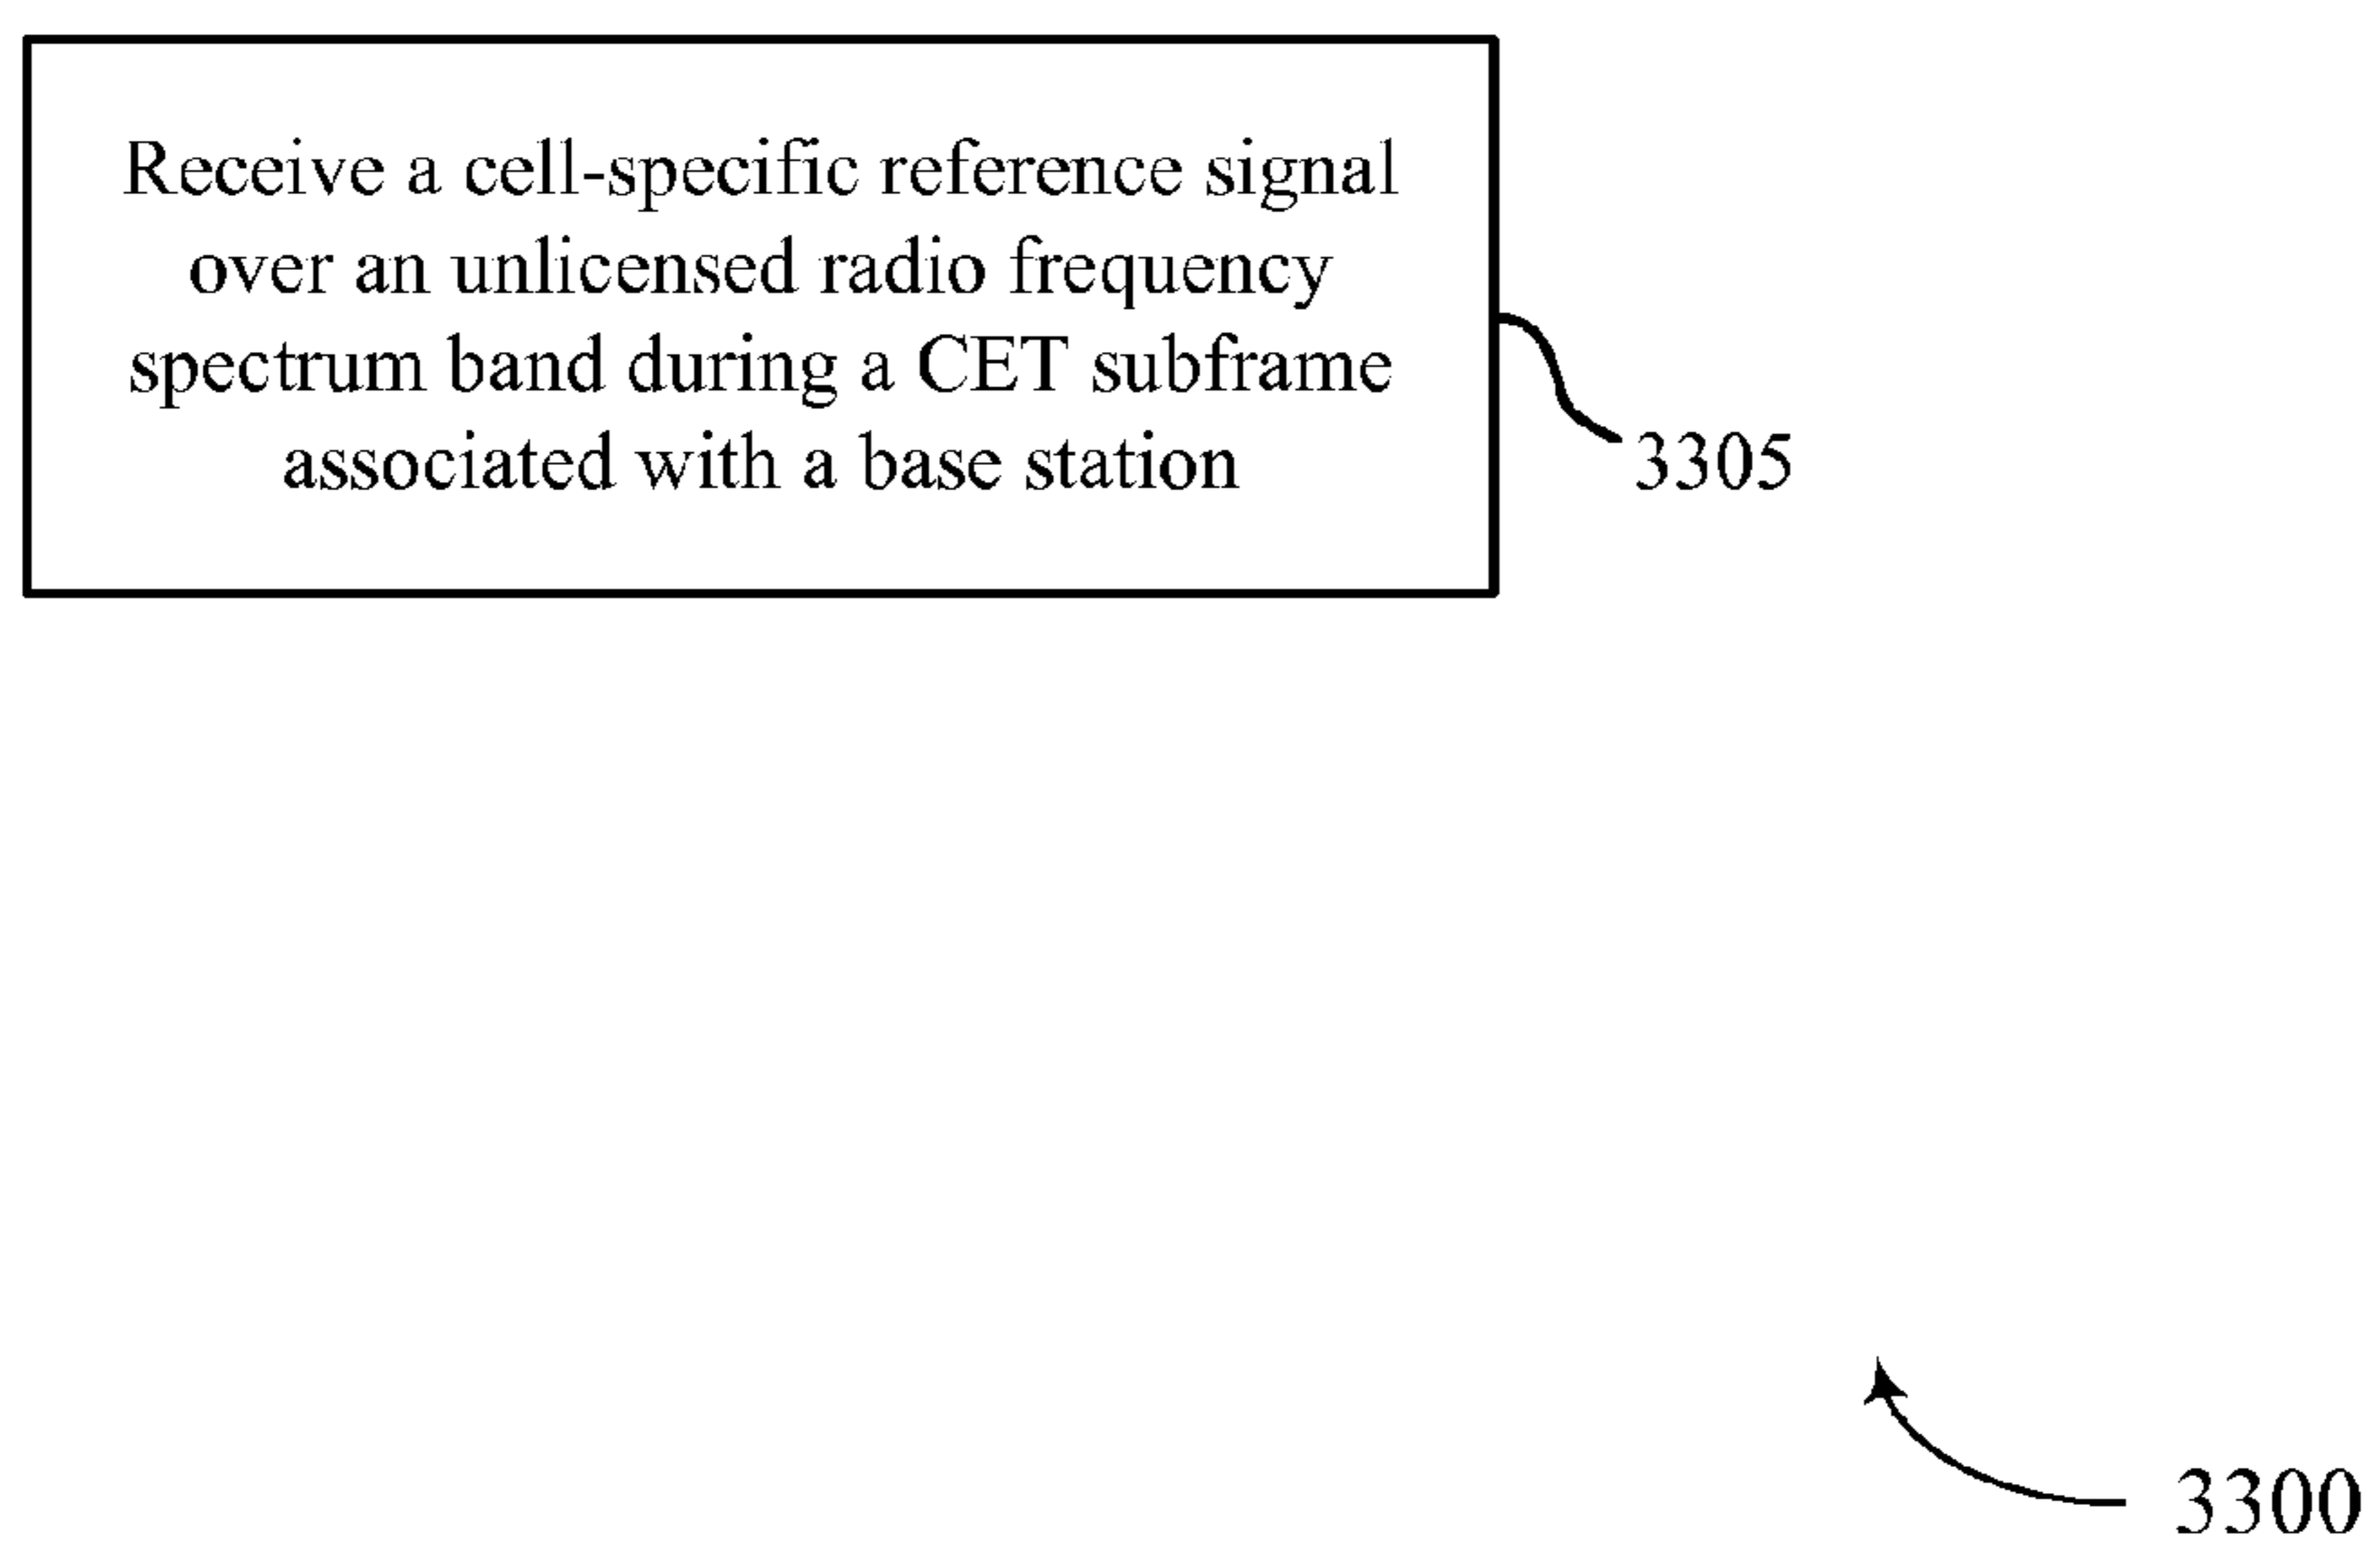 Receive a cell-specific reference signal
over an unlicensed radio frequency
spectrum band during a CET subframe
associated with a base station
3305
3300